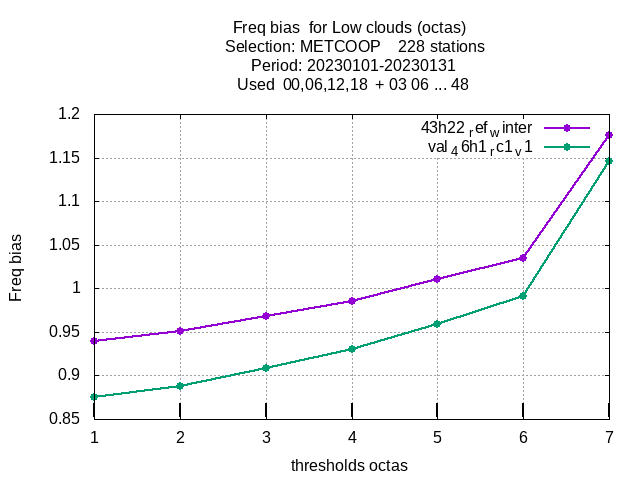 Freq bias  for Low clouds (octas)
Selection: METCOOP    228 stations
Period: 20230101-20230131
Used  00,06,12,18  + 03 06 ... 48
43h22_ref_winter
val_46h1_rc1_v1
1.2
1.15
1.1
1.05
1
0.95
0.9
0.85
Freq bias
1 2 3 4 5 6 7
thresholds octas